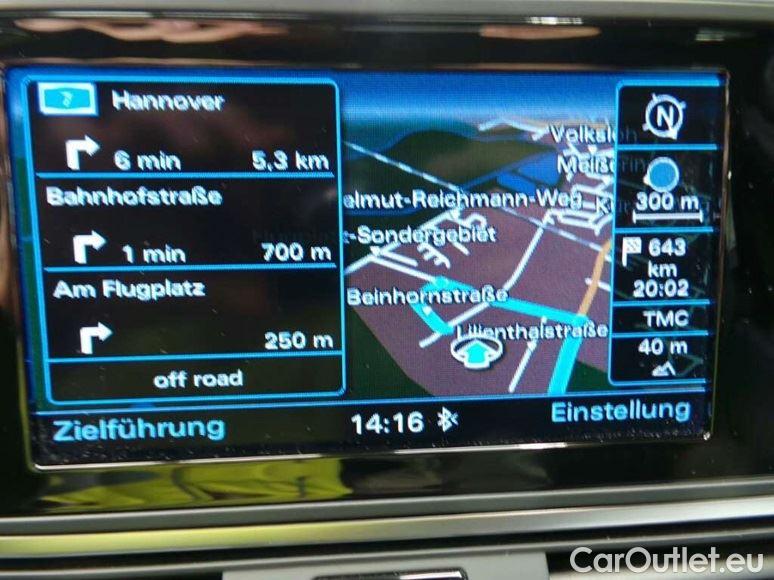 7 Hannover
6 min 5,3 km
Bahnhofstraße
1 min 700 m
Am Flugplatz
250 m
off road
Zielführung
14:16
Einstellung
elmut-Reichmann-Weg
-Sondergebiet
Beinhornstraße
Lilienthalstraße
N
300 m
643
km
20:02
TMC
40 m
CarOutlet.eu